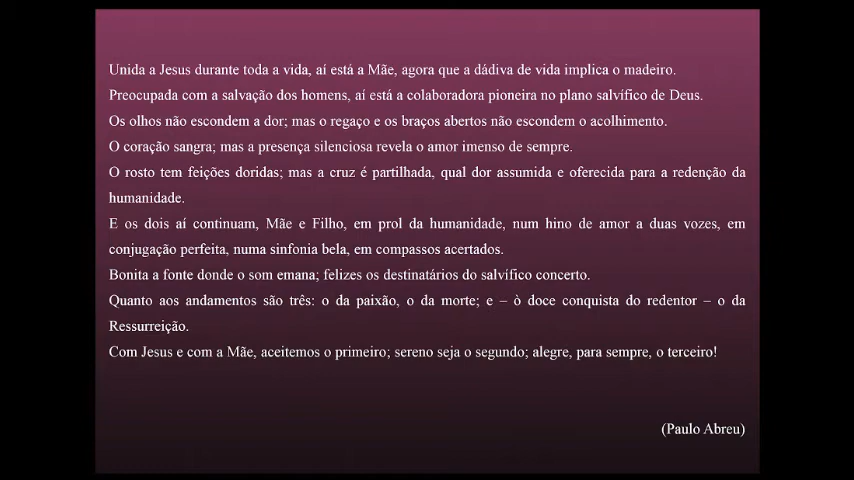 Unida a Jesus durante toda a vida, aí está a Mãe, agora que a dádiva de vida implica o madeiro.
Preocupada com a salvação dos homens, aí está a colaboradora pioneira no plano salvífico de Deus.
Os olhos não escondem a dor; mas o regaço e os braços abertos não escondem o acolhimento.
O coração sangra; mas a presença silenciosa revela o amor imenso de sempre.
O rosto tem feições doridas; mas a cruz é partilhada, qual dor assumida e oferecida para a redenção da
humanidade.
E os dois aí continuam, Mãe e Filho, em prol da humanidade, num hino de amor a duas vozes, em
conjugação perfeita, numa sinfonia bela, em compassos acertados.
Bonita a fonte donde o som emana; felizes os destinatários do salvífico concerto.
Quanto aos andamentos são três: o da paixão, o da morte; e – ò doce conquista do redentor – o da
Ressurreição.
Com Jesus e com a Mãe, aceitemos o primeiro; sereno seja o segundo; alegre, para sempre, o terceiro!
(Paulo Abreu)